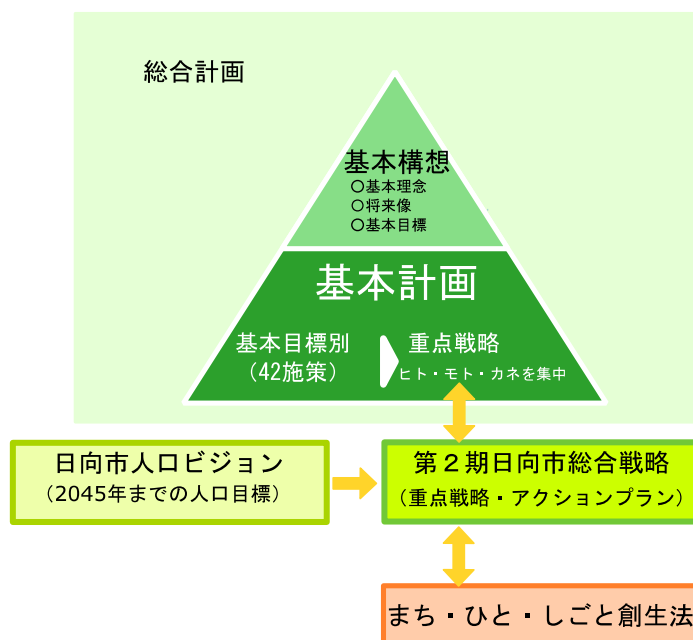 総合計画
基本構想
○基本理念
○将来像
○基本目標
基本計画
基本目標別
（42施策）
重点戦略
ヒト・モト・カネを集中
日向市人口ビジョン
（2045年までの人口目標）
第２期日向市総合戦略
（重点戦略・アクションプラン）
まち・ひと・しごと創生法